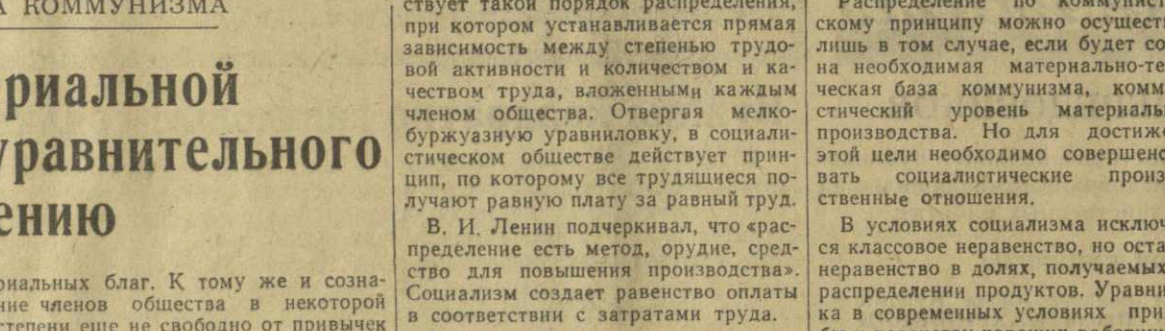 КОММУНИЗМА
риальной
уравнительного
ению
риальных благ. К тому же и созна-
ние членов общества в некоторой
степени еще не свободно от привычек
ствует такой порядок распределения,
при котором устанавливается прямая
зависимость между степенью трудо-
вой активности и количеством и ка-
чеством труда, вложенными каждым
членом общества. Отвергая мелко-
буржуазную уравниловку, в социали-
стическом обществе действует прин-
цип, по которому все трудящиеся по-
лучают равную плату за равный труд.
В. И. Ленин подчеркивал, что «рас-
пределение есть метод, орудие, сред-
ство для повышения производства».
Социализм создает равенство оплаты
в соответствии с затратами труда.
Распределение по коммунист
скому принципу можно осущест
лишь в том случае, если будет со
на необходимая материально-те
ческая база коммунизма, комм
стический уровень материаль
производства. Но для достиже
этой цели необходимо совершенс
вать социалистические произ
ственные отношения.
В условиях социализма исключ
ся классовое неравенство, но оста
неравенство в долях, получаемых
распределении продуктов. Уравни
ка в современных условиях при